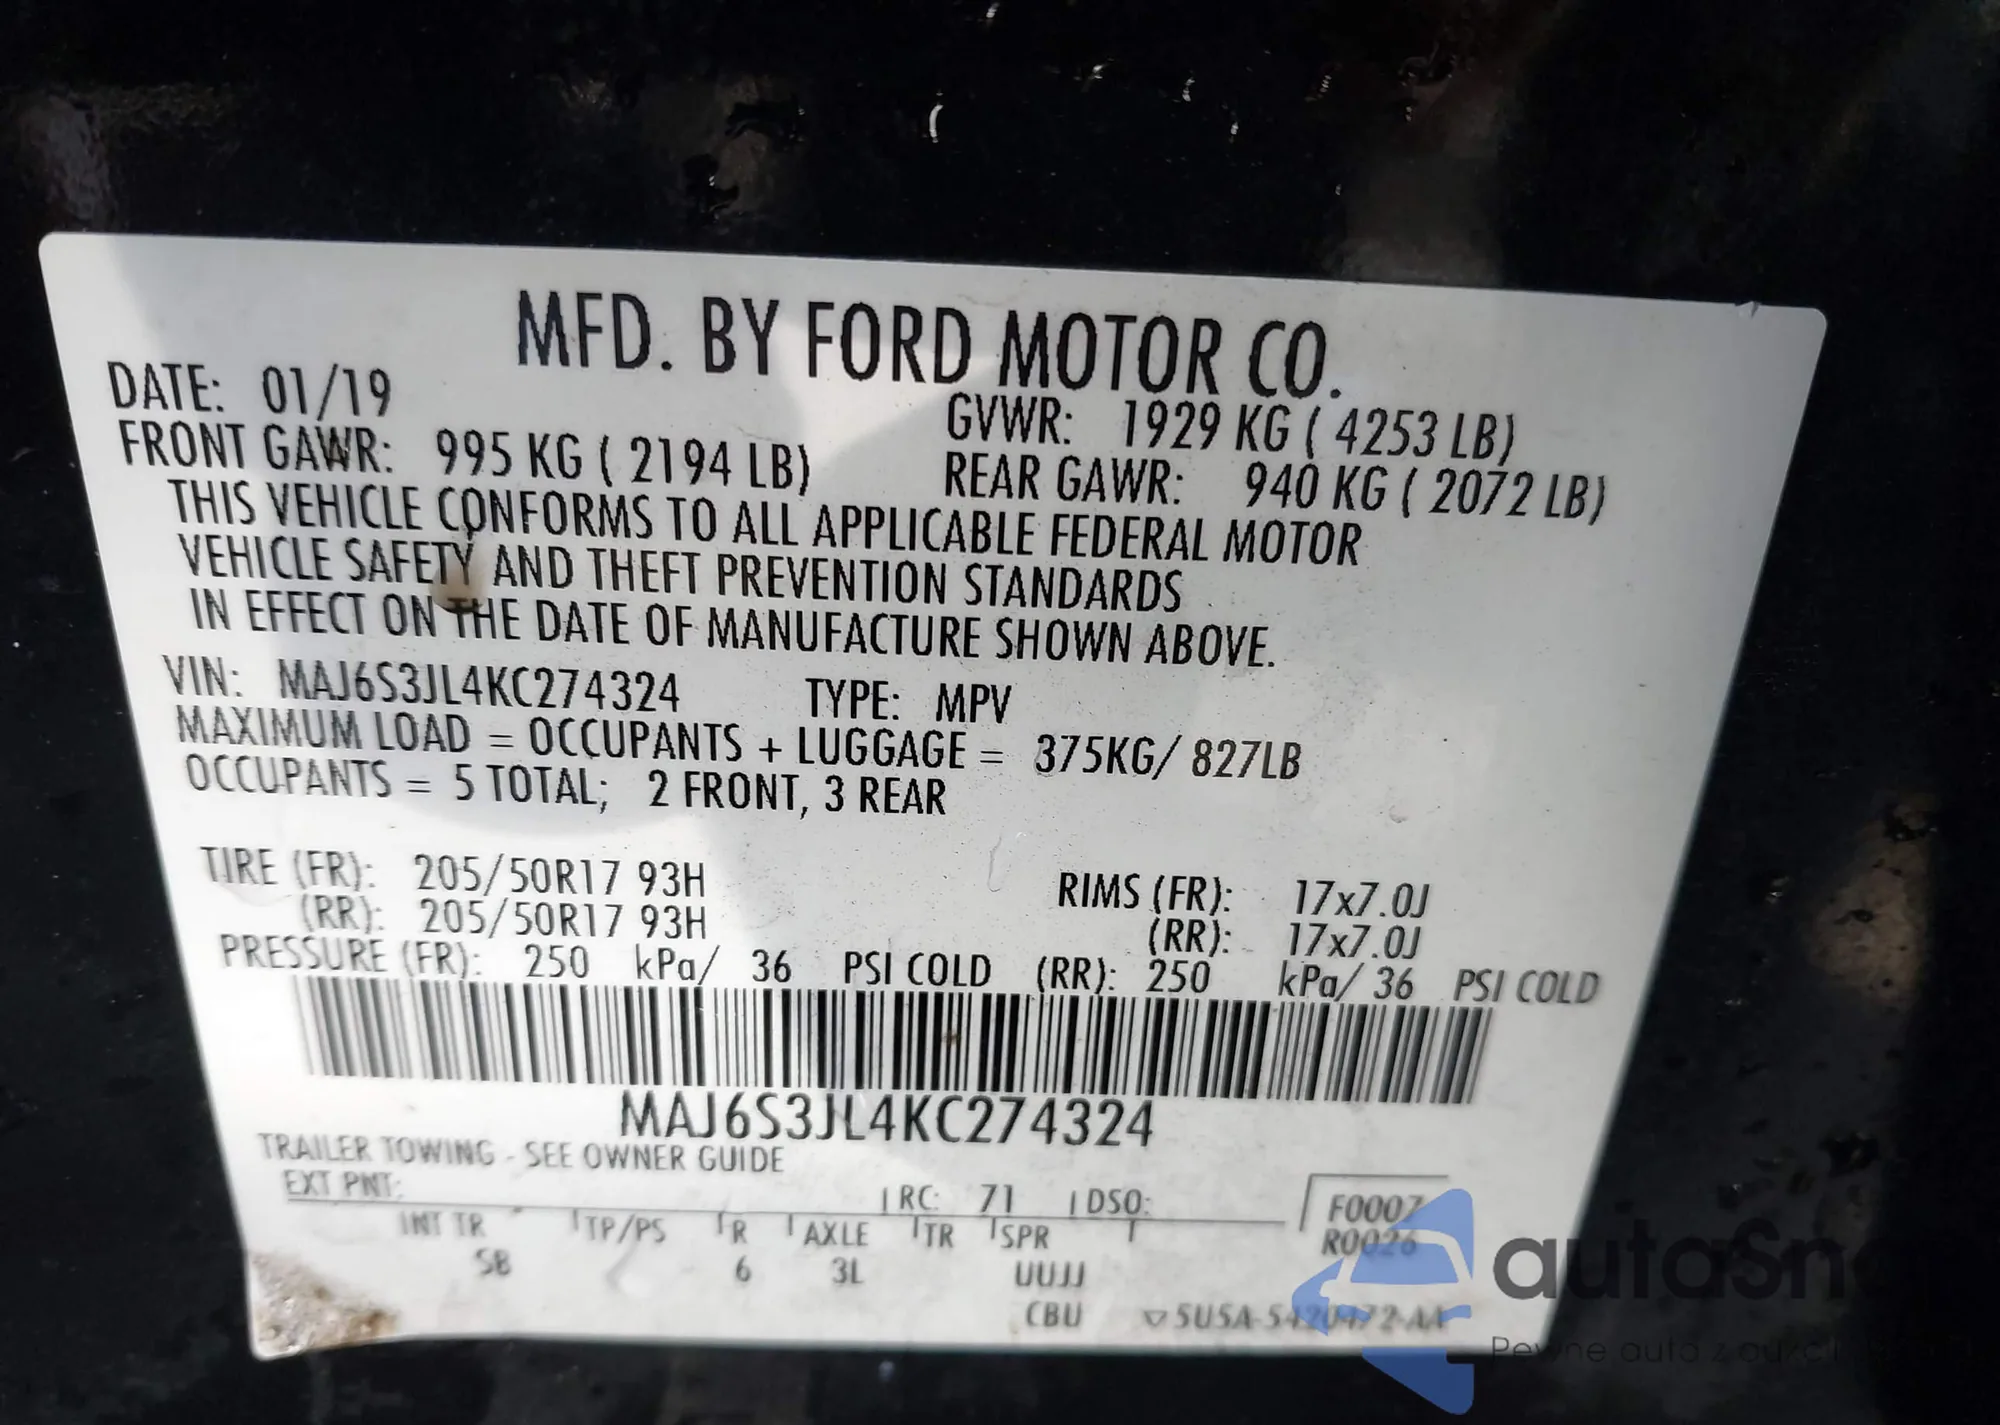 MFD. BY FORD MOTOR CO.
DATE: 01/19
GVWR: 1929 KG ( 4253 LB)
FRONT GAWR: 995 KG ( 2194 LB)
REAR GAWR: 940 KG ( 2072 LB)
THIS VEHICLE CONFORMS TO ALL APPLICABLE FEDERAL MOTOR
VEHICLE SAFETY AND THEFT PREVENTION STANDARDS
IN EFFECT ON THE DATE OF MANUFACTURE SHOWN ABOVE.
VIN: MAJ6S3JL4KC274324 TYPE: MPV
MAXIMUM LOAD = OCCUPANTS + LUGGAGE = 375KG/ 827LB
OCCUPANTS = 5 TOTAL; 2 FRONT, 3 REAR
TIRE (FR): 205/50R17 93H RIMS (FR): 17x7.0J
(RR): 205/50R17 93H (RR): 17x7.0J
PRESSURE (FR): 250 kPa/ 36 PSI COLD (RR): 250 kPa/ 36 PSI COLD
MAJ6S3JL4KC274324
TRAILER TOWING - SEE OWNER GUIDE
EXT PNT: RC: 71 DSO: F0007
INT TR TP/PS R AXLE TR SPR R0026
SB 6 3L UUJJ
CBU 5U5A-5420472-AA
Pewne auto z